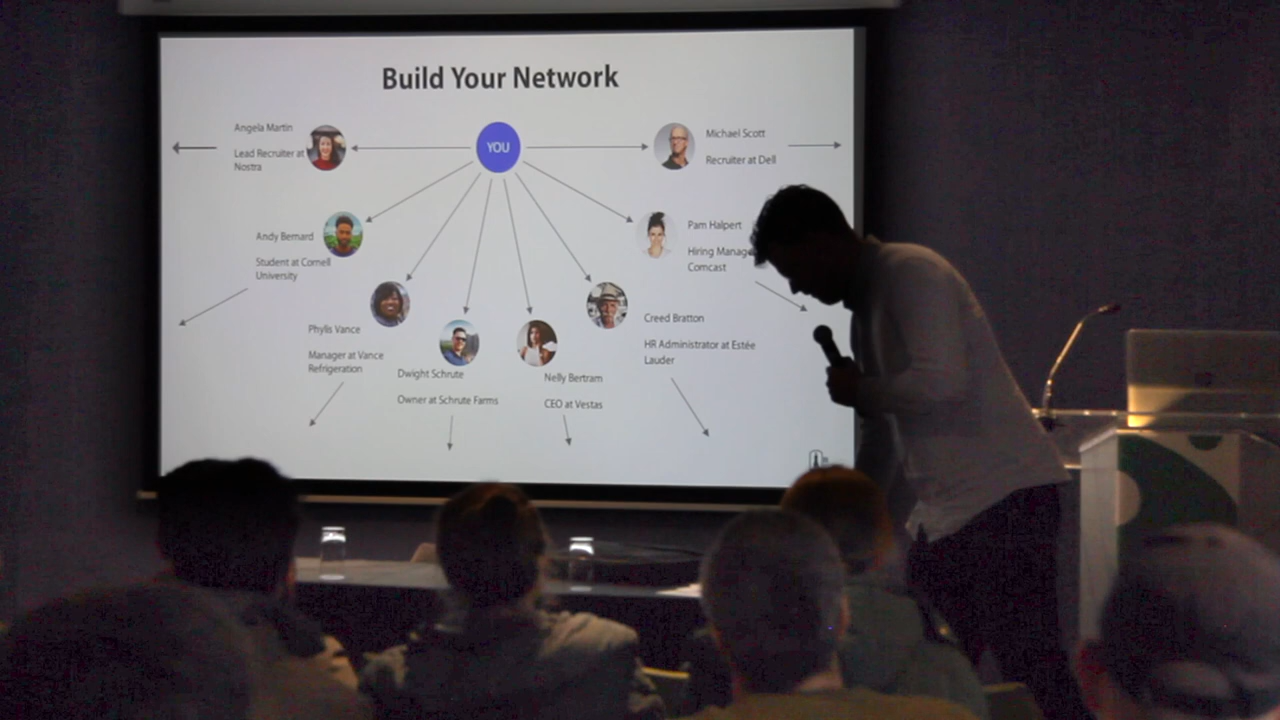 Build Your Network
YOU
Angela Martin
Lead Recruiter at
Nostra
Michael Scott
Recruiter at Dell
Andy Bernard
Student at Cornell
University
Pam Halpert
Hiring
Comcast
Phylis Vance
Manager at Vance
Refrigeration
Dwight Schrute
Owner at Schrute Farms
Nelly Bertram
CEO at Vestas
Creed Bratton
HR Administrator at Estée
Lauder